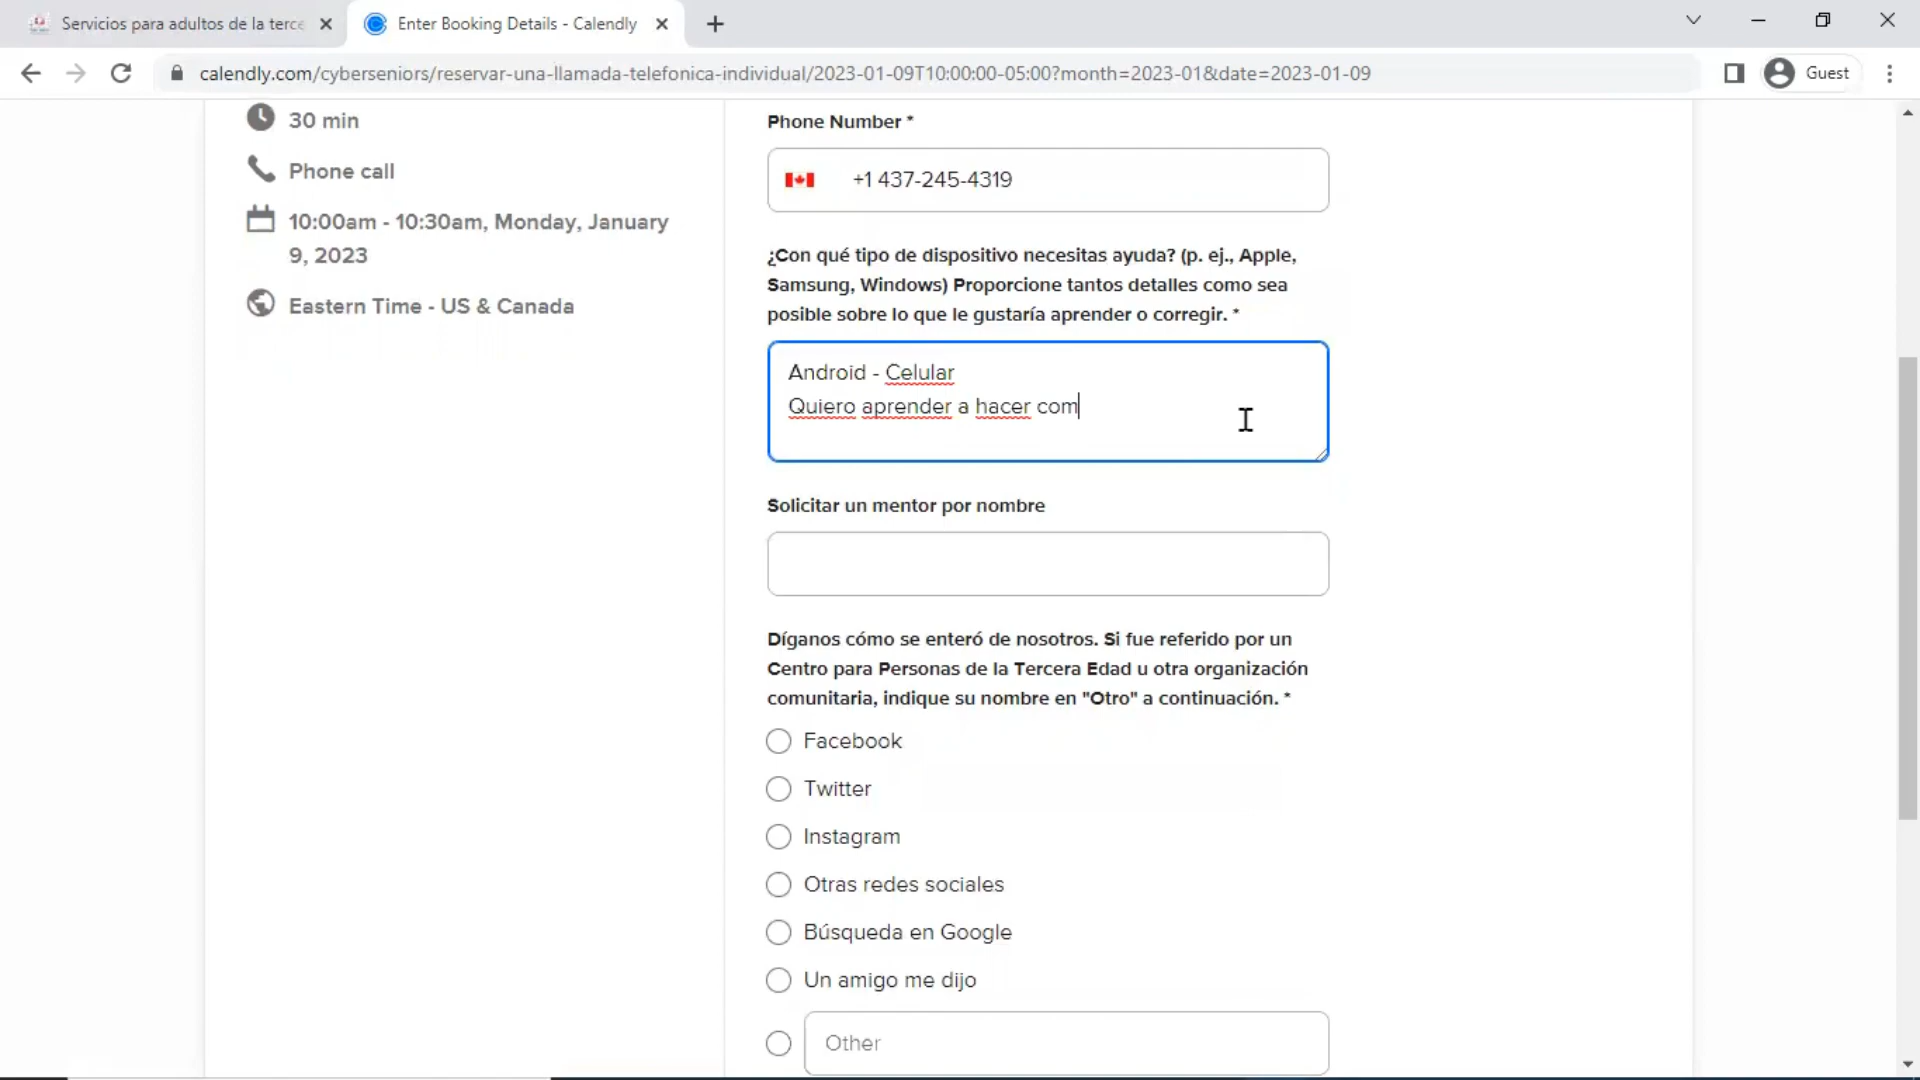 Servicios para adultos de la terce
Enter Booking Details - Calendly
calendly.com/cyberseniors/reservar-una-llamada-telefonica-individual/2023-01-09T10:00:00-05:00?month=2023-01&date=2023-01-09
Guest
30 min
Phone call
10:00am - 10:30am, Monday, January
9, 2023
Eastern Time - US & Canada
Phone Number *
+1 437-245-4319
¿Con qué tipo de dispositivo necesitas ayuda? (p. ej., Apple,
Samsung, Windows) Proporcione tantos detalles como sea
posible sobre lo que le gustaría aprender o corregir. *
Android - Celular
Quiero aprender a hacer com
Solicitar un mentor por nombre
Díganos cómo se enteró de nosotros. Si fue referido por un
Centro para Personas de la Tercera Edad u otra organización
comunitaria, indique su nombre en "Otro" a continuación. *
Facebook
Twitter
Instagram
Otras redes sociales
Búsqueda en Google
Un amigo me dijo
Other